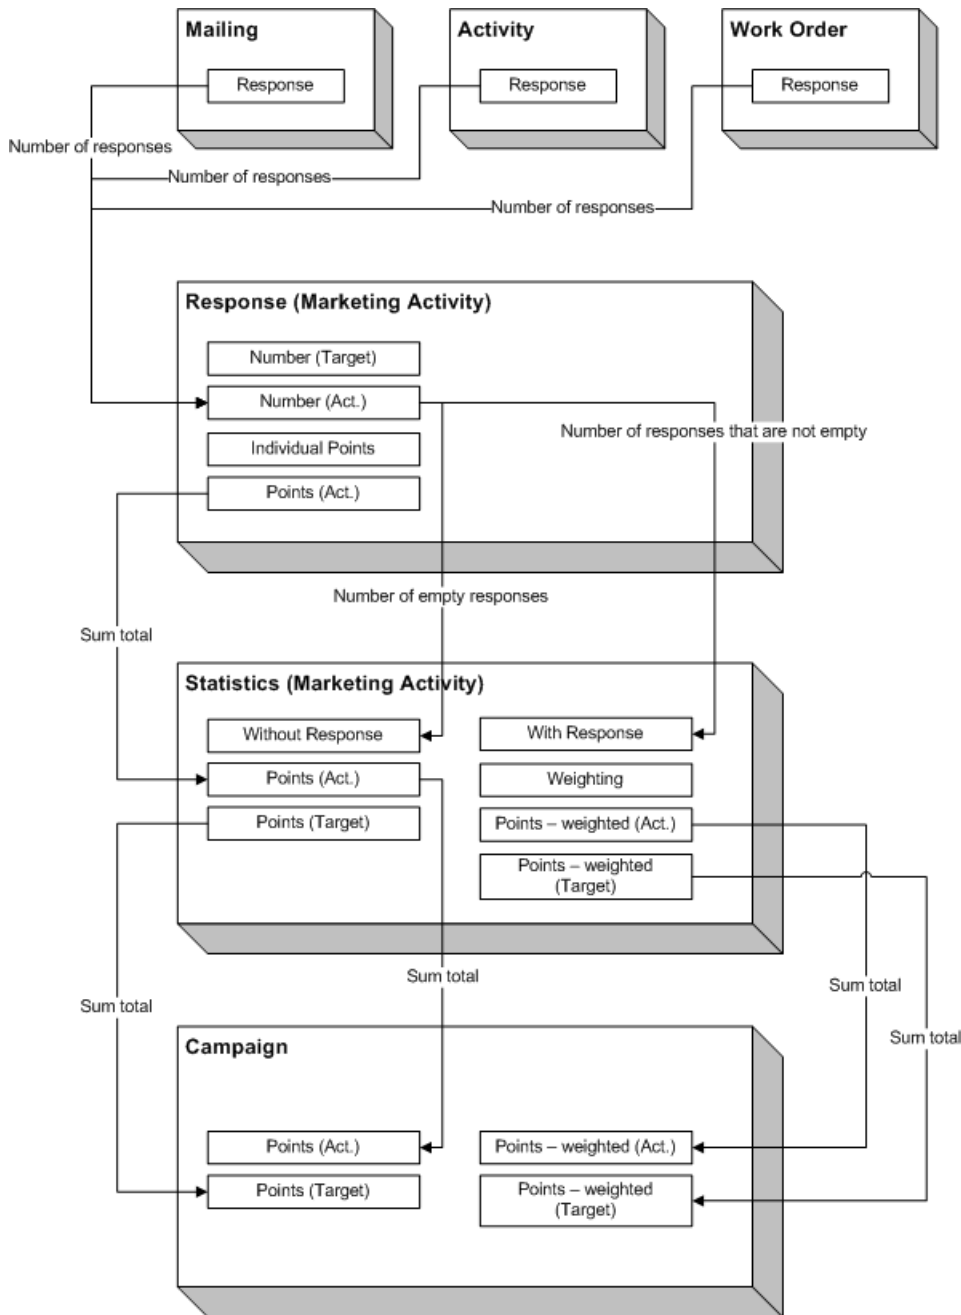 Mailing
Activity
Work Order
Response
Response
Response
Number of responses
Number of responses
Number of responses
Response (Marketing Activity)
Number (Target)
Number (Act.)
Number of responses that are not empty
Individual Points
Points (Act.)
Number of empty responses
Sum total
Statistics (Marketing Activity)
Without Response
With Response
Points (Act.)
Weighting
Points (Target)
Points – weighted (Act.)
Points – weighted
(Target)
Sum total
Sum total
Sum total
Sum total
Campaign
Points (Act.)
Points – weighted (Act.)
Points (Target)
Points – weighted
(Target)